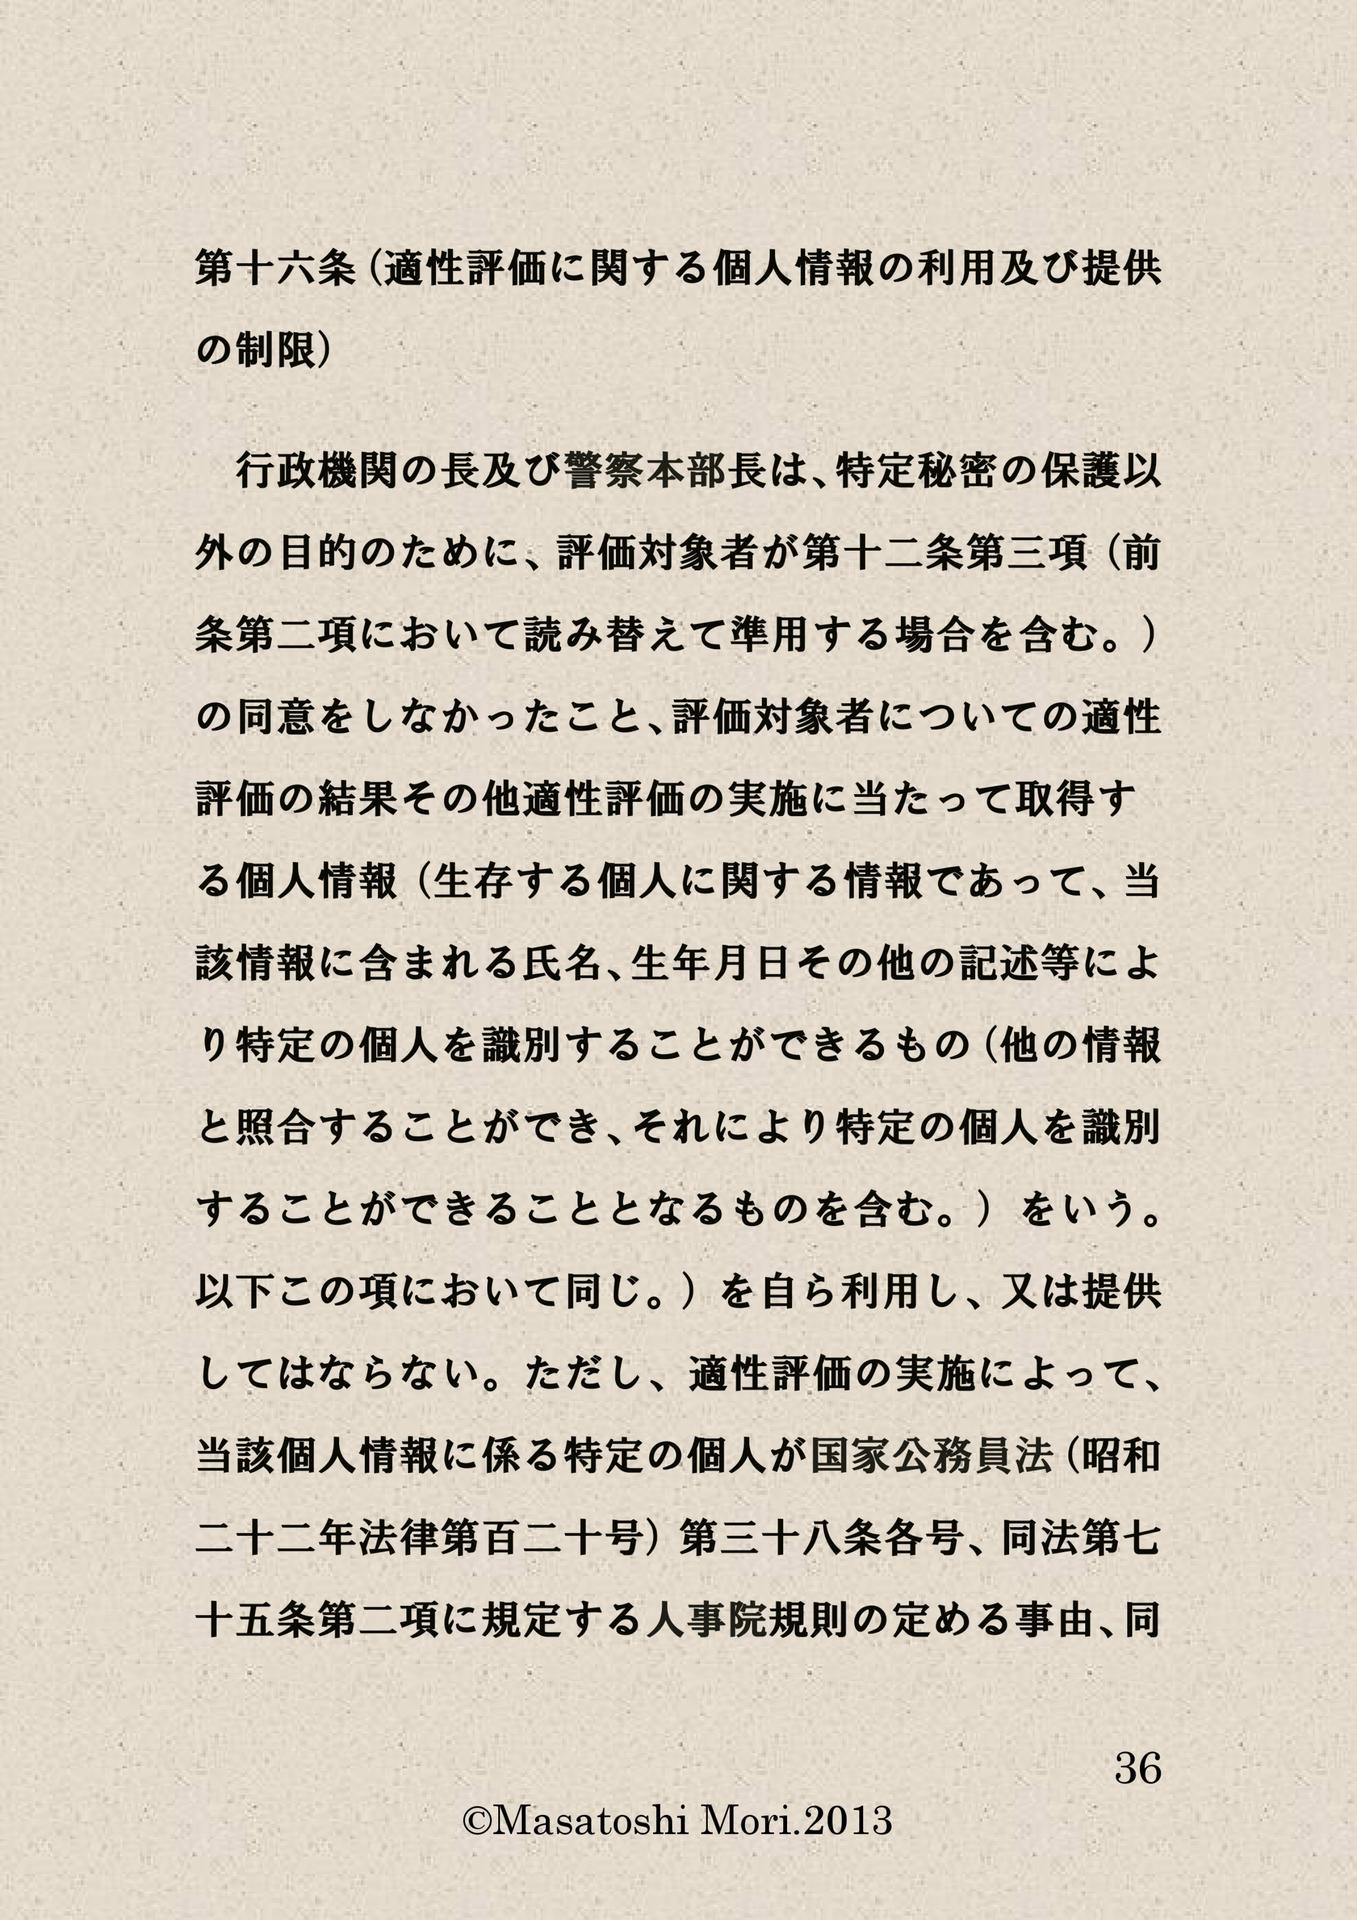 第十六条（適性評価に関する個人情報の利用及び提供
の制限）
　行政機関の長及び警察本部長は、特定秘密の保護以
外の目的のために、評価対象者が第十二条第三項（前
条第二項において読み替えて準用する場合を含む。）
の同意をしなかったこと、評価対象者についての適性
評価の結果その他適性評価の実施に当たって取得す
る個人情報（生存する個人に関する情報であって、当
該情報に含まれる氏名、生年月日その他の記述等によ
り特定の個人を識別することができるもの（他の情報
と照合することができ、それにより特定の個人を識別
することができることとなるものを含む。）をいう。
以下この項において同じ。）を自ら利用し、又は提供
してはならない。ただし、適性評価の実施によって、
当該個人情報に係る特定の個人が国家公務員法（昭和
二十二年法律第百二十号）第三十八条各号、同法第七
十五条第二項に規定する人事院規則の定める事由、同
36
©Masatoshi Mori.2013